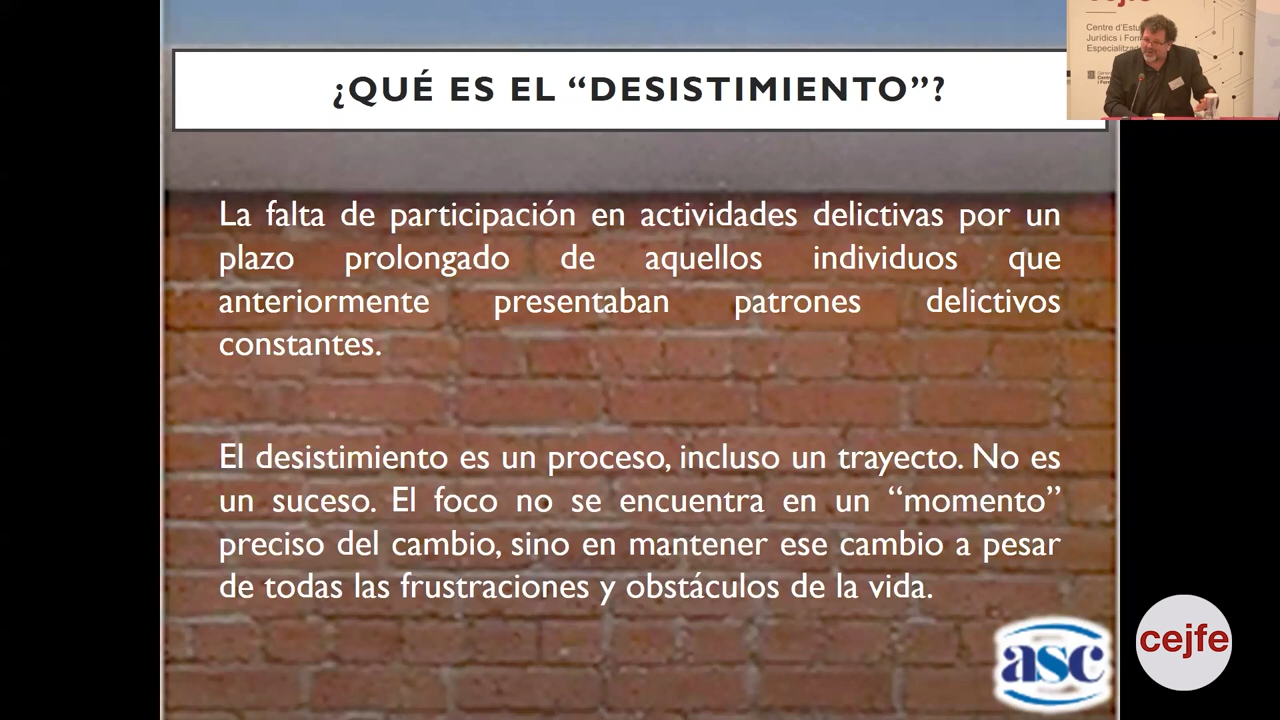 ¿QUÉ ES EL “DESISTIMIENTO”?
La falta de participación en actividades delictivas por un
plazo prolongado de aquellos individuos que
anteriormente presentaban patrones delictivos
constantes.
El desistimiento es un proceso, incluso un trayecto. No es
un suceso. El foco no se encuentra en un “momento”
preciso del cambio, sino en mantener ese cambio a pesar
de todas las frustraciones y obstáculos de la vida.
asc
cejfe
cejfe
Centre d'Estu
Jurídics i Form
Especialitzad